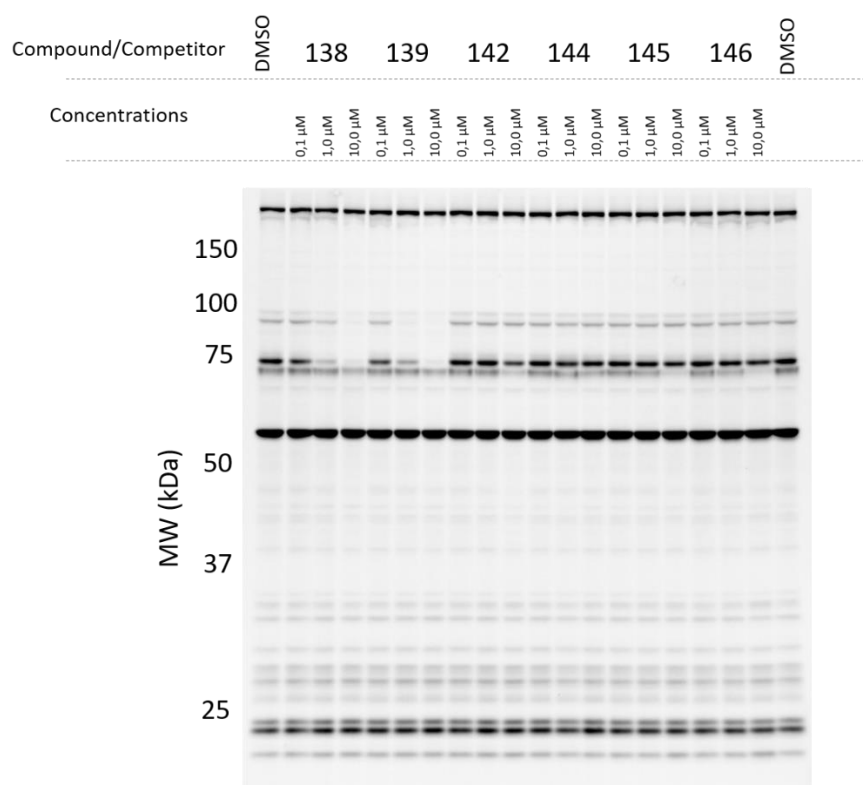 Compound/Competitor DMSO 138 139 142 144 145 146 DMSO
Concentrations 0,1 µM 1,0 µM 10,0 µM 0,1 µM 1,0 µM 10,0 µM 0,1 µM 1,0 µM 10,0 µM 0,1 µM 1,0 µM 10,0 µM 0,1 µM 1,0 µM 10,0 µM 0,1 µM 1,0 µM 10,0 µM
MW (kDa)
150
100
75
50
37
25